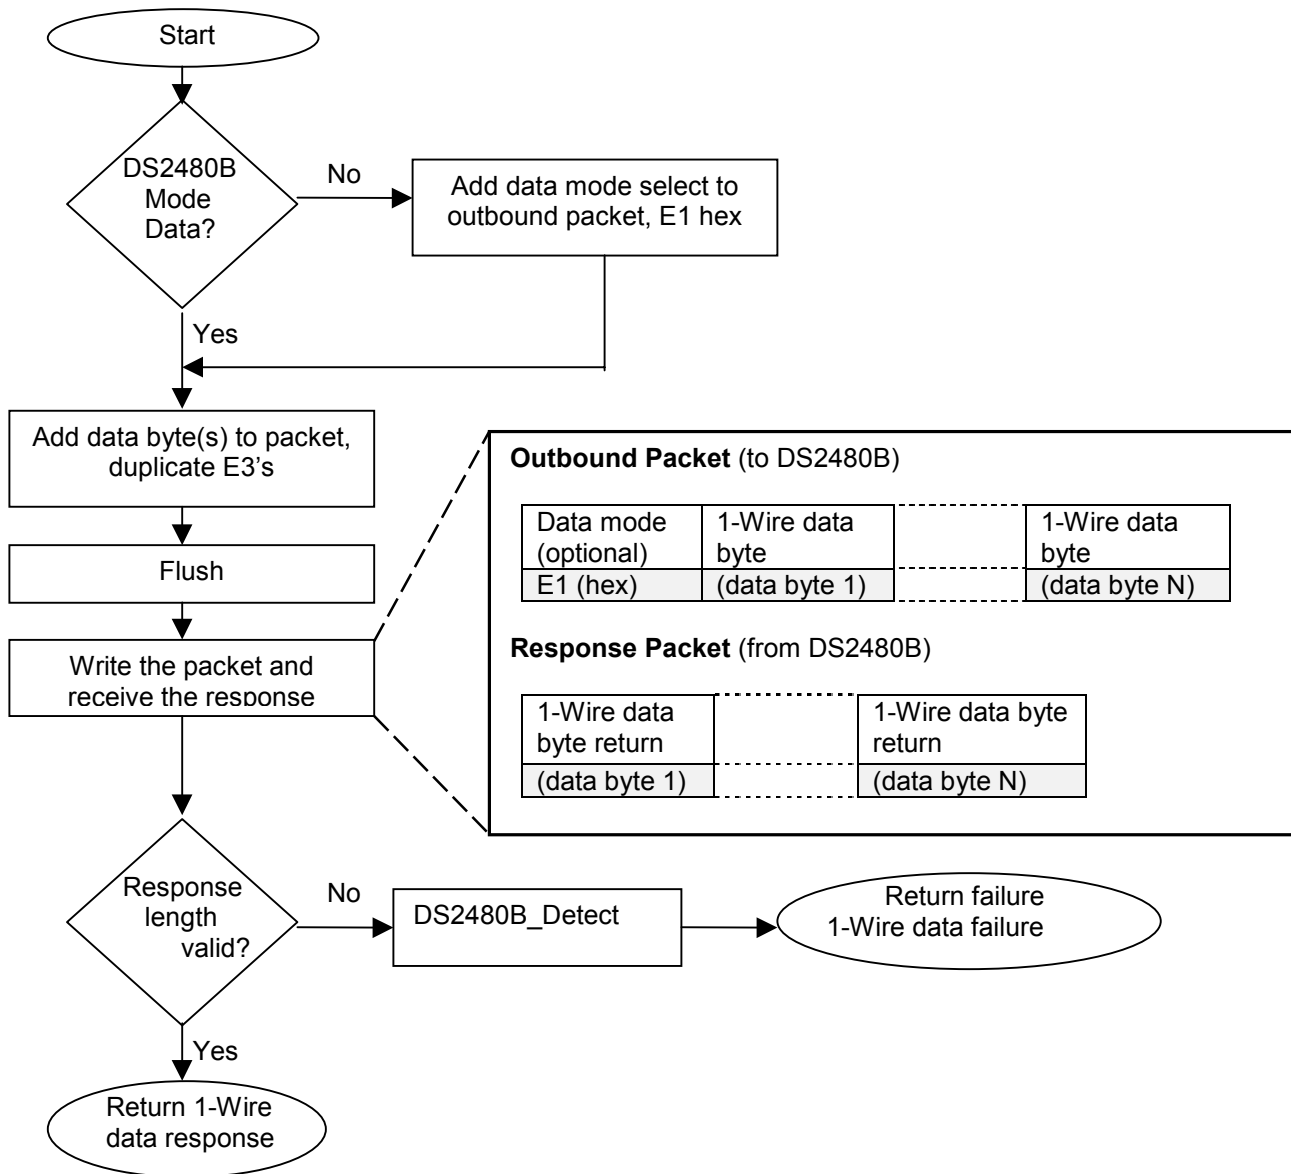 Start
DS2480B
Mode
Data?
No
Add data mode select to
outbound packet, E1 hex
Yes
Add data byte(s) to packet,
duplicate E3's
Flush
Write the packet and
receive the response
Outbound Packet (to DS2480B)
Data mode
(optional)
1-Wire data
byte
1-Wire data
byte
E1 (hex)
(data byte 1)
(data byte N)
Response Packet (from DS2480B)
1-Wire data
byte return
1-Wire data byte
return
(data byte 1)
(data byte N)
Response
length
valid?
No
DS2480B_Detect
Return failure
1-Wire data failure
Yes
Return 1-Wire
data response